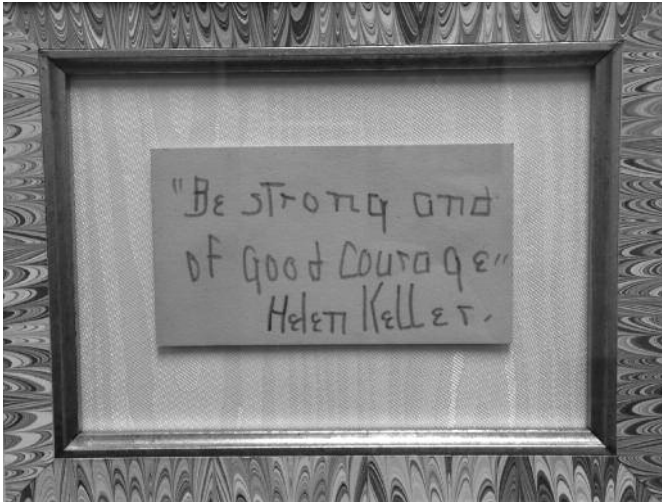 "Be strong and
of good courage"
Helen Keller.